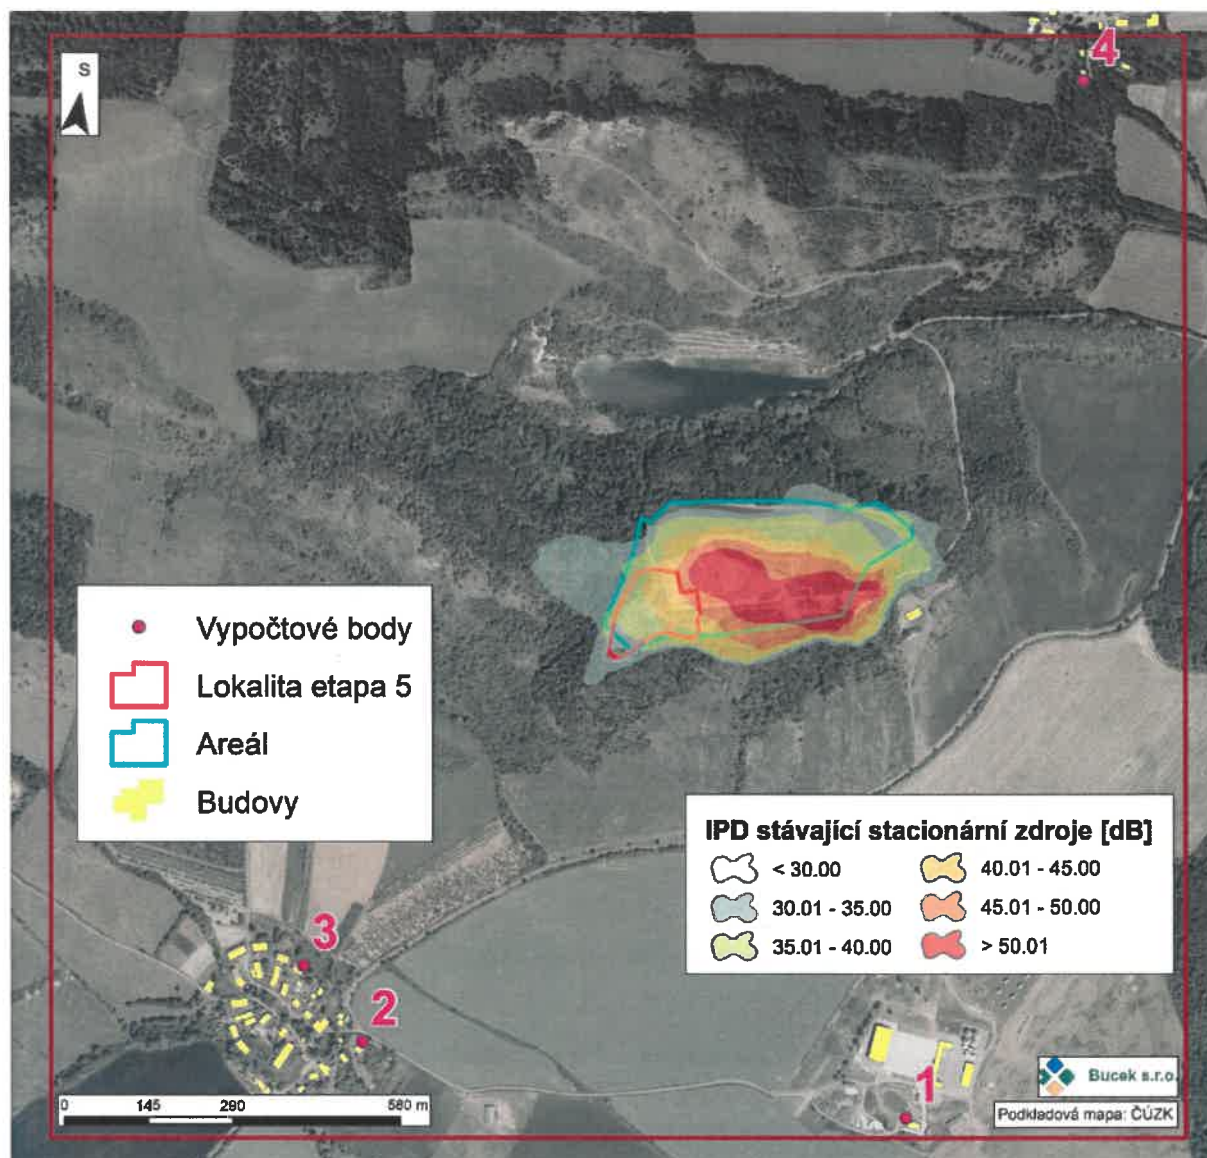 S
4
Vypočtové body
Lokalita etapa 5
Areál
Budovy
IPD stávající stacionární zdroje [dB]
< 30.00
40.01 - 45.00
30.01 - 35.00
45.01 - 50.00
35.01 - 40.00
> 50.01
3
2
1
Bucek s.r.o.
0 145 290 580 m
Podkladová mapa: ČÚZK